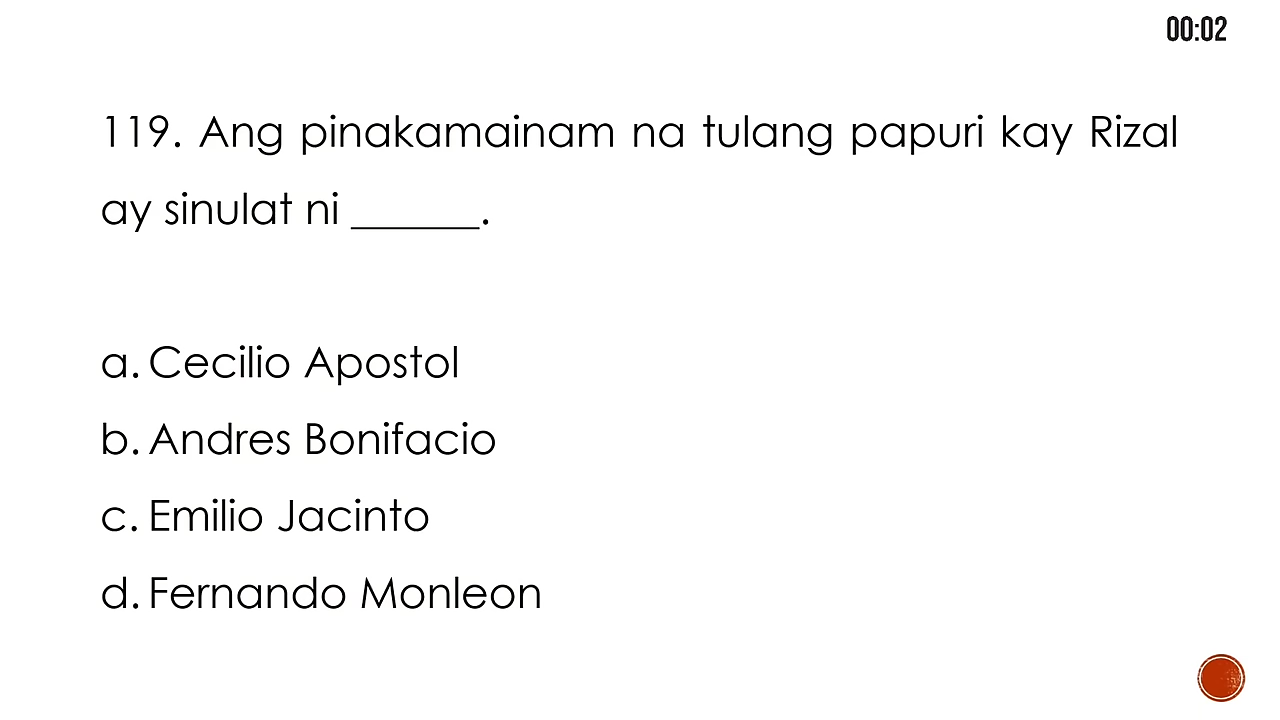 00:02
119. Ang pinakamainam na tulang papuri kay Rizal
ay sinulat ni ______.
a. Cecilio Apostol
b. Andres Bonifacio
c. Emilio Jacinto
d. Fernando Monleon